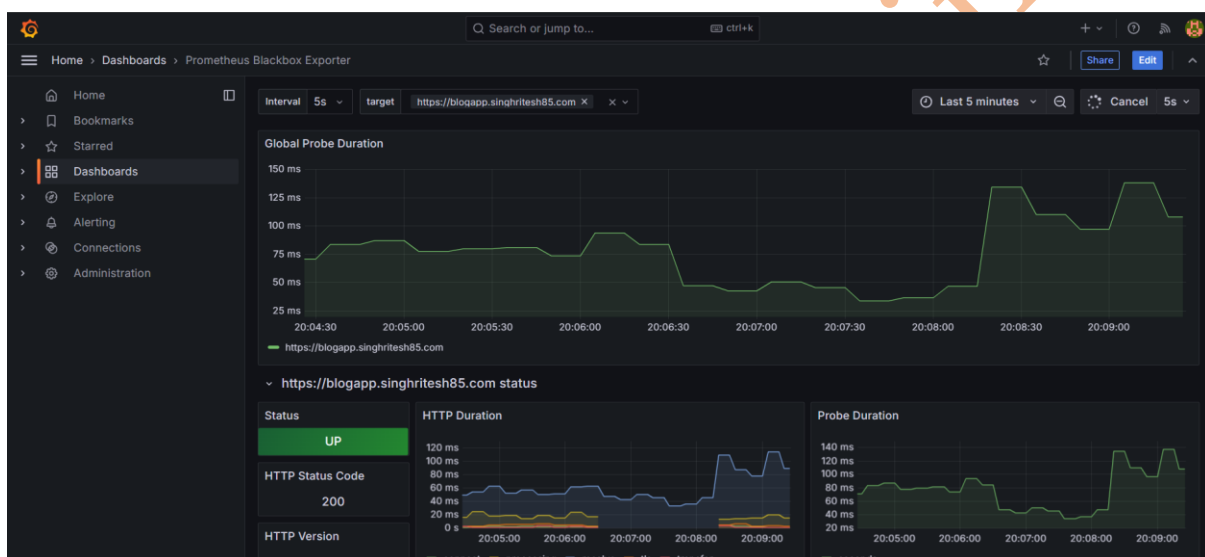 Search or jump to... ctrl+k
Home › Dashboards › Prometheus Blackbox Exporter
Share Edit
Home
Bookmarks
Starred
Dashboards
Explore
Alerting
Connections
Administration
Interval 5s target https://blogapp.singhritesh85.com
Last 5 minutes Cancel 5s
Global Probe Duration
150 ms
125 ms
100 ms
75 ms
50 ms
25 ms
20:04:30 20:05:00 20:05:30 20:06:00 20:06:30 20:07:00 20:07:30 20:08:00 20:08:30 20:09:00
https://blogapp.singhritesh85.com
https://blogapp.singhritesh85.com status
Status
UP
HTTP Status Code
200
HTTP Version
HTTP Duration
120 ms
100 ms
80 ms
60 ms
40 ms
20 ms
0 s
20:05:00 20:06:00 20:07:00 20:08:00 20:09:00
Probe Duration
140 ms
120 ms
100 ms
80 ms
60 ms
40 ms
20 ms
20:05:00 20:06:00 20:07:00 20:08:00 20:09:00